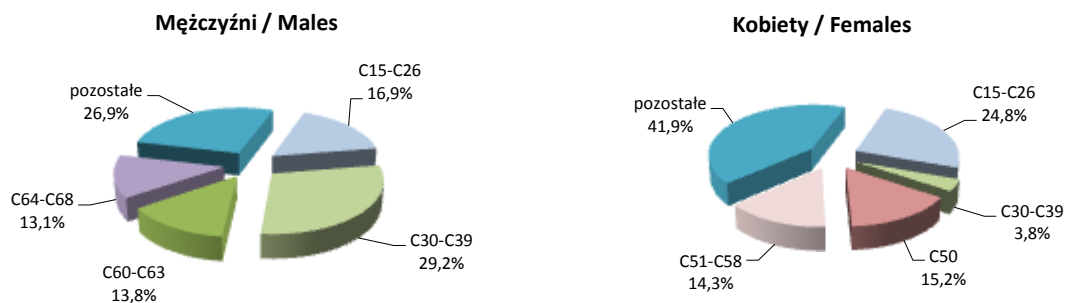 Mężczyźni / Males
C15-C26
16,9%
C30-C39
29,2%
C60-C63
13,8%
C64-C68
13,1%
pozostałe
26,9%
Kobiety / Females
C15-C26
24,8%
C30-C39
3,8%
C50
15,2%
C51-C58
14,3%
pozostałe
41,9%